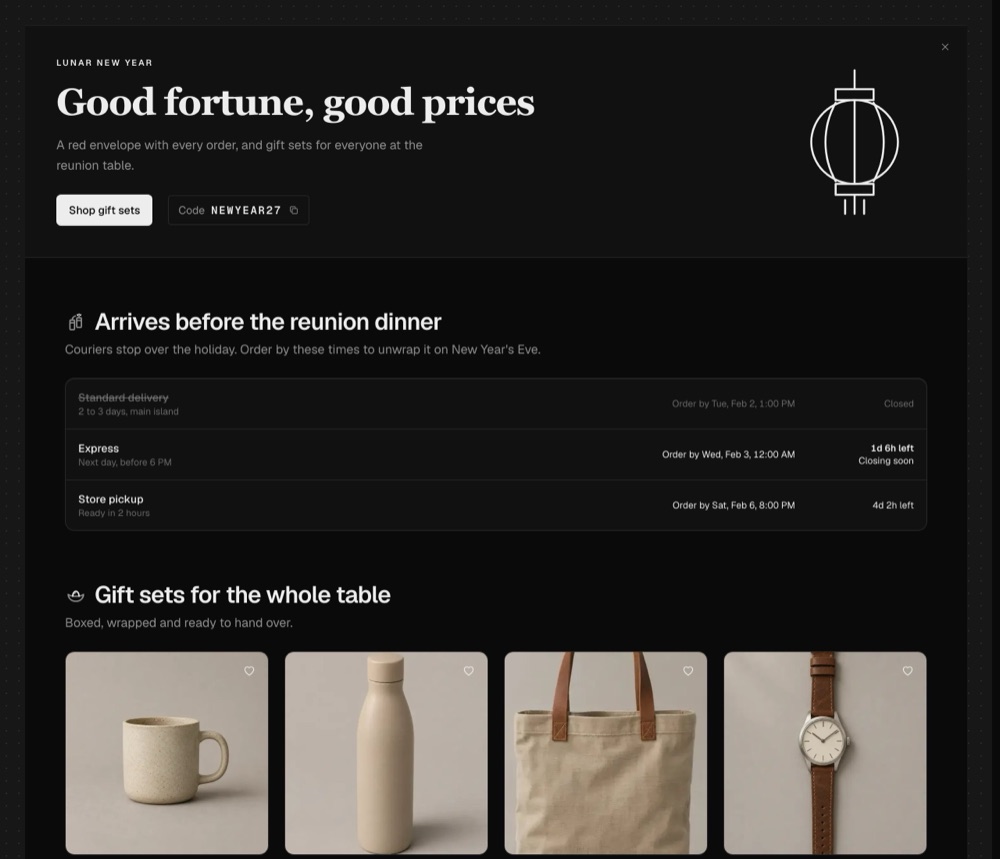 LUNAR NEW YEAR
Good fortune, good prices
A red envelope with every order, and gift sets for everyone at the
reunion table.
Shop gift sets
Code NEWYEAR27
Arrives before the reunion dinner
Couriers stop over the holiday. Order by these times to unwrap it on New Year's Eve.
Standard delivery
2 to 3 days, main island
Order by Tue, Feb 2, 1:00 PM
Closed
Express
Next day, before 6 PM
Order by Wed, Feb 3, 12:00 AM
1d 6h left
Closing soon
Store pickup
Ready in 2 hours
Order by Sat, Feb 6, 8:00 PM
4d 2h left
Gift sets for the whole table
Boxed, wrapped and ready to hand over.